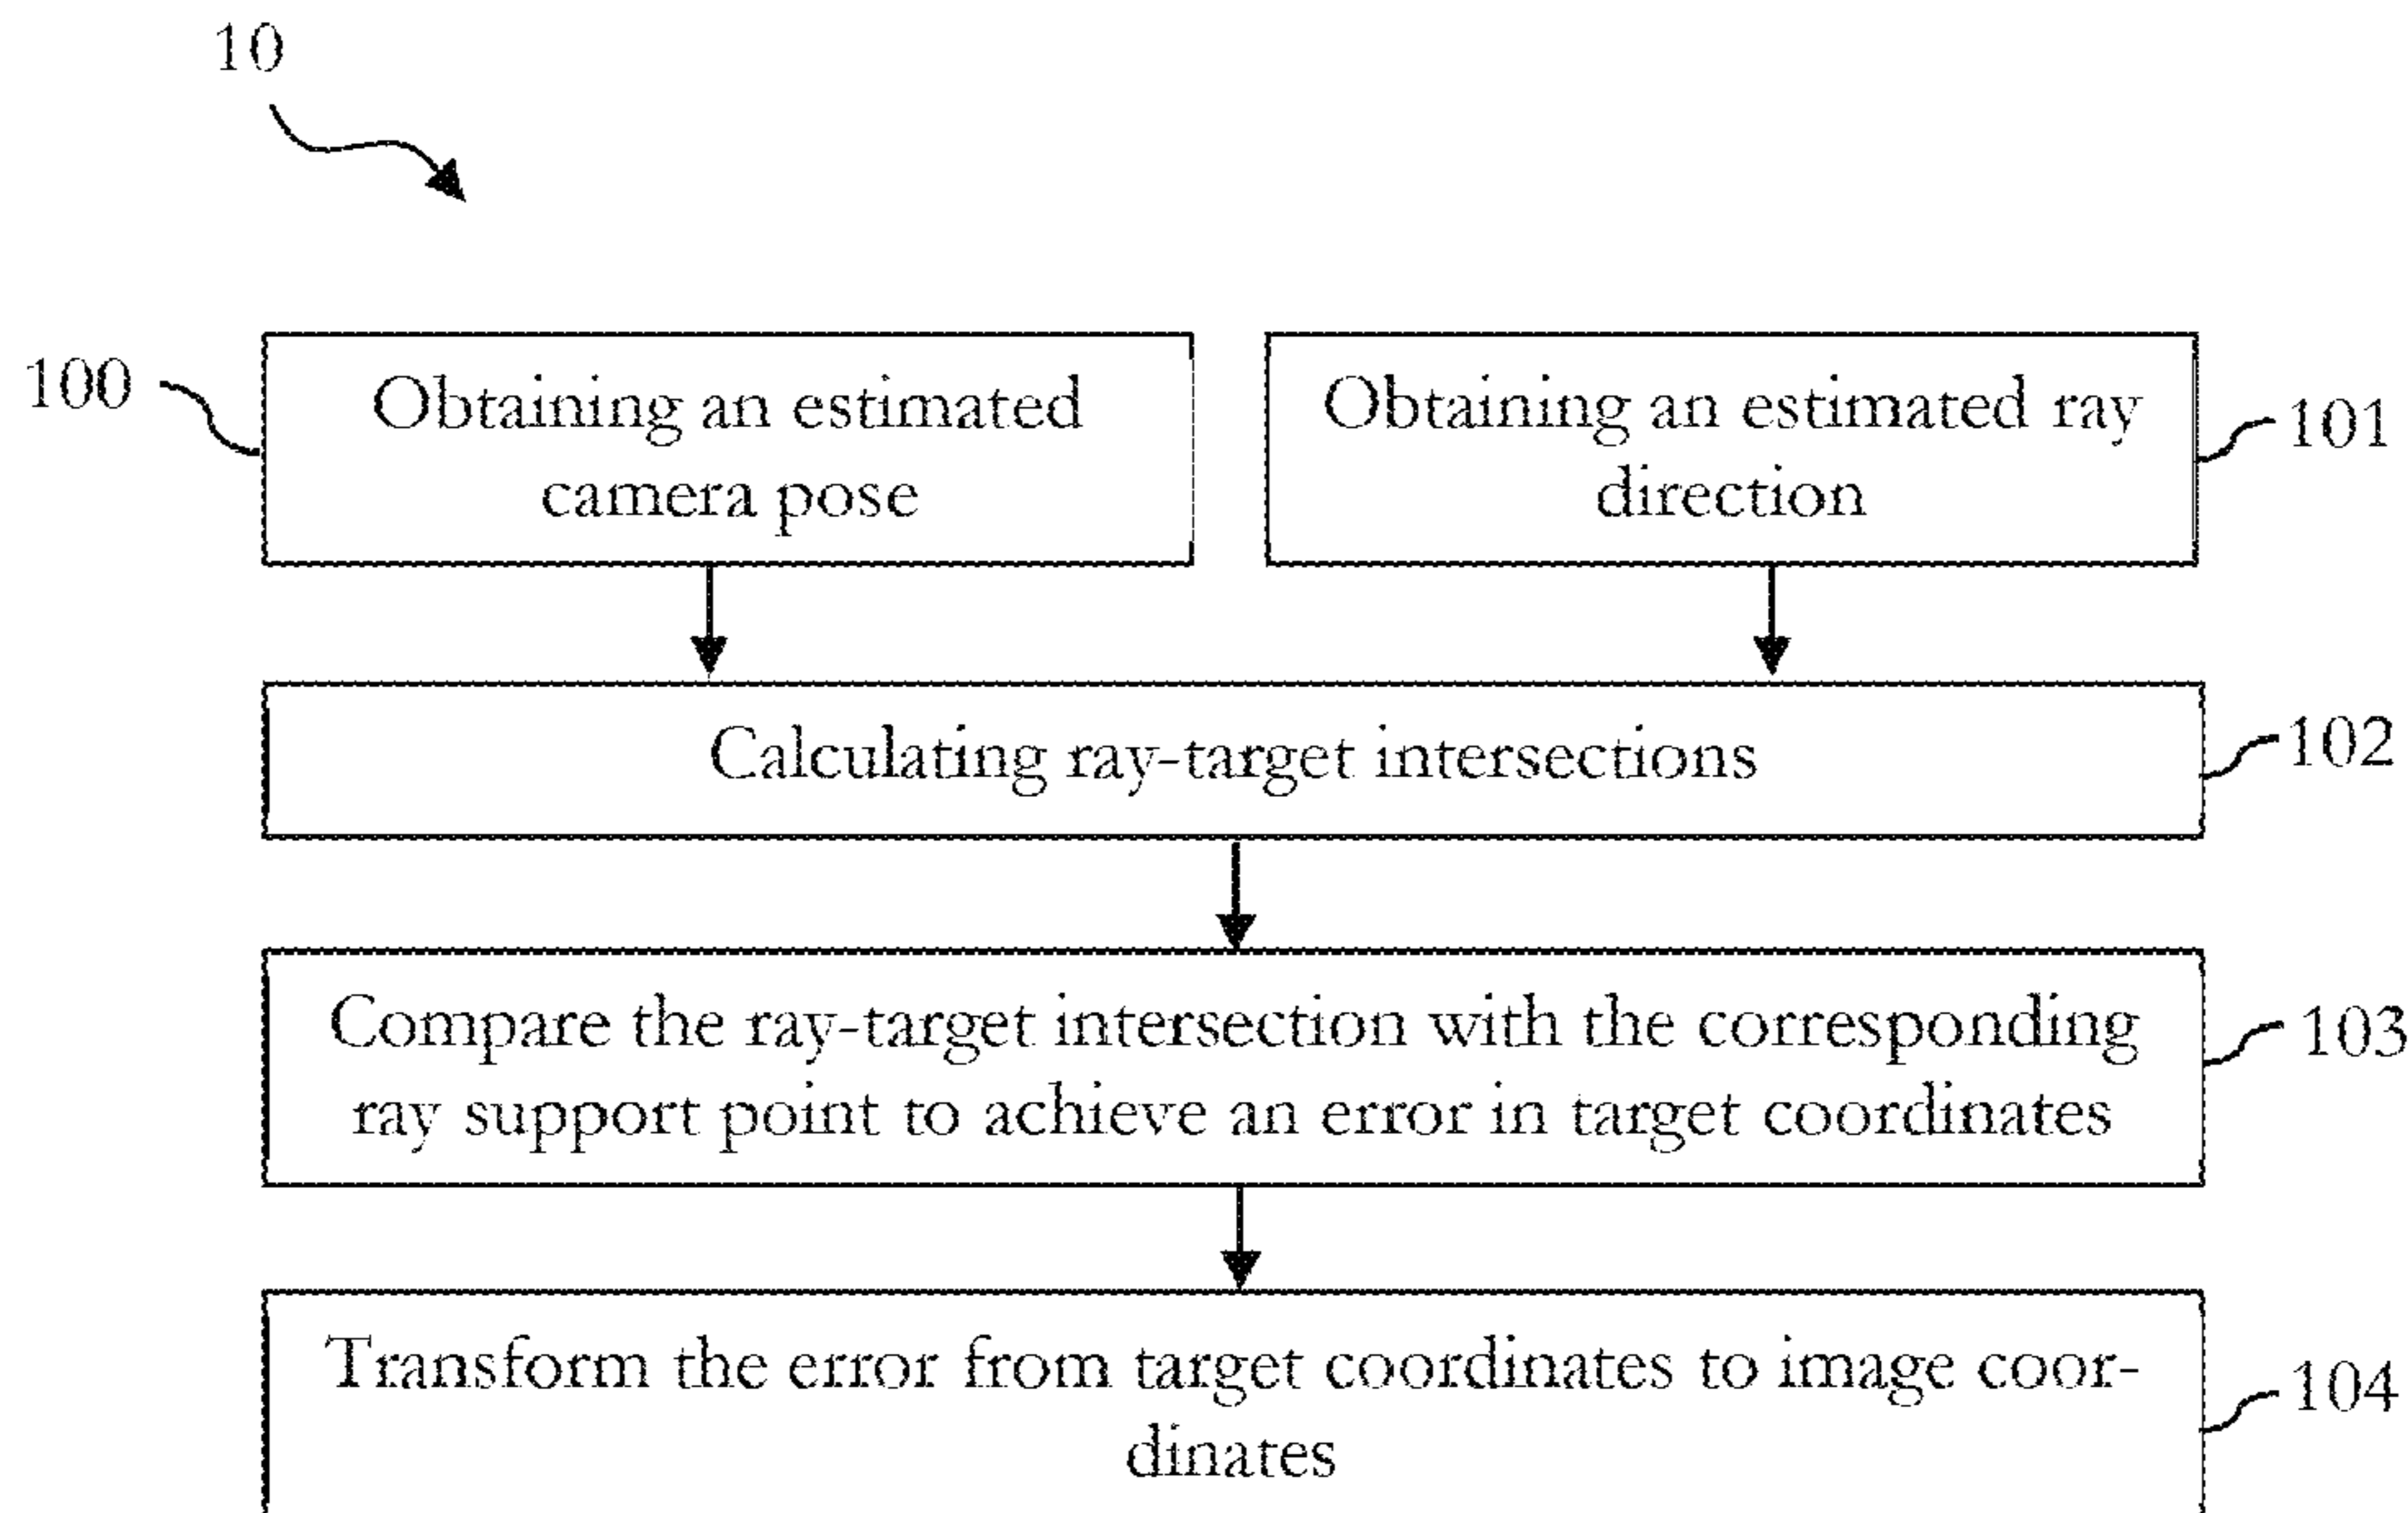 10
100
Obtaining an estimated
camera pose
Obtaining an estimated ray
direction
101
Calculating ray-target intersections
102
Compare the ray-target intersection with the corresponding
ray support point to achieve an error in target coordinates
103
Transform the error from target coordinates to image coor-
dinates
104